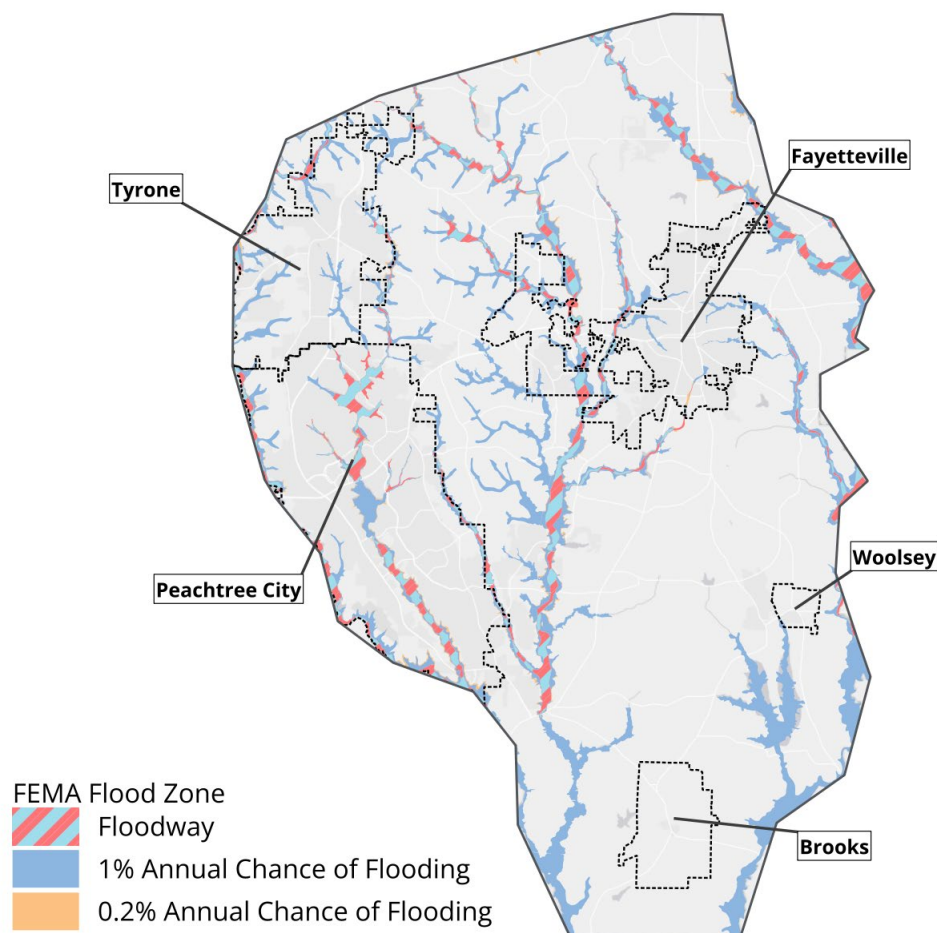 Fayetteville
Tyrone
Woolsey
Peachtree City
Brooks
FEMA Flood Zone
Floodway
1% Annual Chance of Flooding
0.2% Annual Chance of Flooding